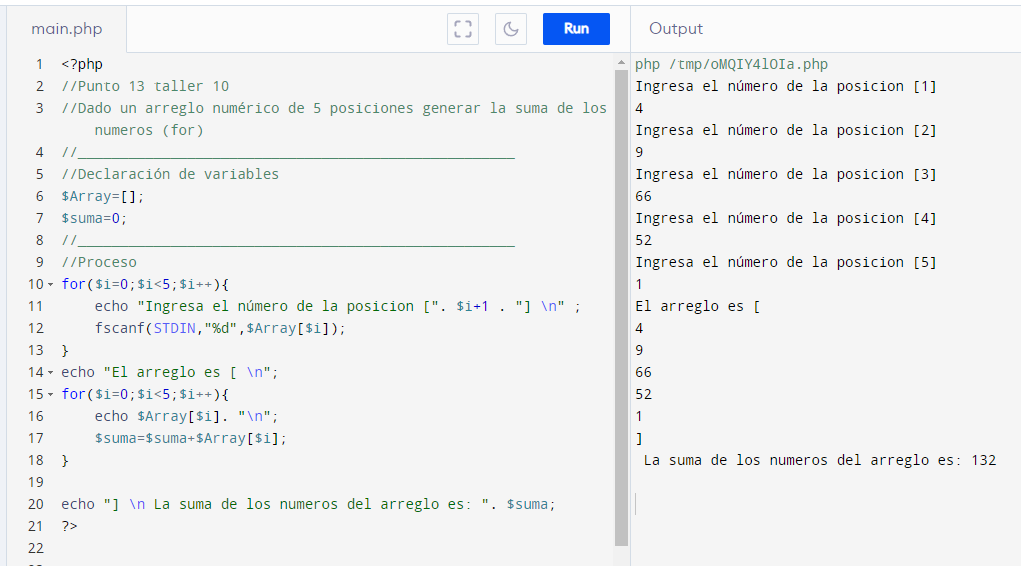 main.php
Run
Output
1 <?php
2 //Punto 13 taller 10
3 //Dado un arreglo numérico de 5 posiciones generar la suma de los
numeros (for)
4 //____________________________________________________
5 //Declaración de variables
6 $Array=[];
7 $suma=0;
8 //____________________________________________________
9 //Proceso
10 for($i=0;$i<5;$i++){
11 echo "Ingresa el número de la posicion [". $i+1 . "] \n" ;
12 fscanf(STDIN,"%d",$Array[$i]);
13 }
14 echo "El arreglo es [ \n";
15 for($i=0;$i<5;$i++){
16 echo $Array[$i]. "\n";
17 $suma=$suma+$Array[$i];
18 }
19
20 echo "] \n La suma de los numeros del arreglo es: ". $suma;
21 ?>
22
php /tmp/oMQIY4lOIa.php
Ingresa el número de la posicion [1]
4
Ingresa el número de la posicion [2]
9
Ingresa el número de la posicion [3]
66
Ingresa el número de la posicion [4]
52
Ingresa el número de la posicion [5]
1
El arreglo es [
4
9
66
52
1
]
La suma de los numeros del arreglo es: 132